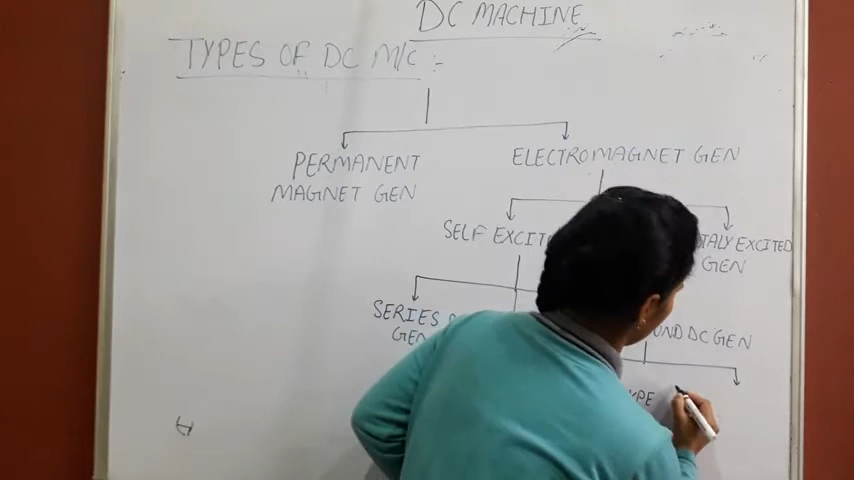 DC MACHINE
TYPES OF DC M/C :-
PERMANENT
MAGNET GEN
ELECTROMAGNET GEN
SELF EXCIT
TALY EXCITED
GEN
SERIES
GEN
UND.DC GEN
YPE